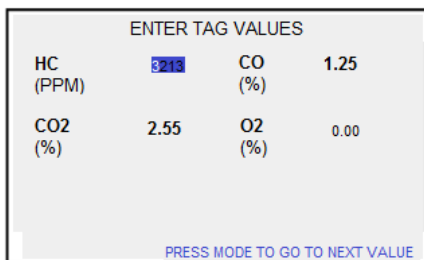 ENTER TAG VALUES
HC 3213 CO 1.25
(PPM) (%)
CO2 2.55 O2 0.00
(%) (%)
PRESS MODE TO GO TO NEXT VALUE